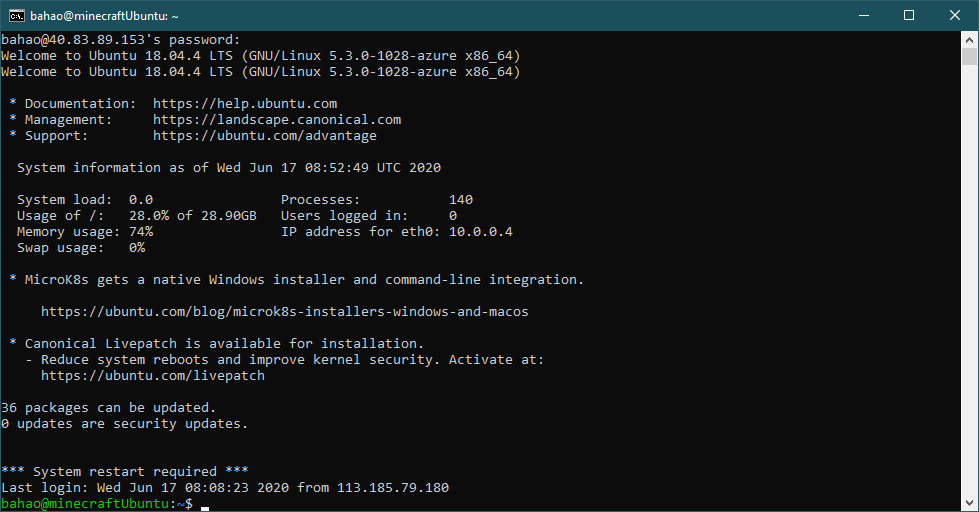 bahao@minecraftUbuntu: ~
bahao@40.83.89.153's password:
Welcome to Ubuntu 18.04.4 LTS (GNU/Linux 5.3.0-1028-azure x86_64)
Welcome to Ubuntu 18.04.4 LTS (GNU/Linux 5.3.0-1028-azure x86_64)
* Documentation:  https://help.ubuntu.com
* Management:     https://landscape.canonical.com
* Support:        https://ubuntu.com/advantage
System information as of Wed Jun 17 08:52:49 UTC 2020
System load:  0.0                Processes:           140
Usage of /:   28.0% of 28.90GB   Users logged in:     0
Memory usage: 74%                IP address for eth0: 10.0.0.4
Swap usage:   0%
* MicroK8s gets a native Windows installer and command-line integration.
https://ubuntu.com/blog/microk8s-installers-windows-and-macos
* Canonical Livepatch is available for installation.
- Reduce system reboots and improve kernel security. Activate at:
https://ubuntu.com/livepatch
36 packages can be updated.
0 updates are security updates.
*** System restart required ***
Last login: Wed Jun 17 08:08:23 2020 from 113.185.79.180
bahao@minecraftUbuntu:~$